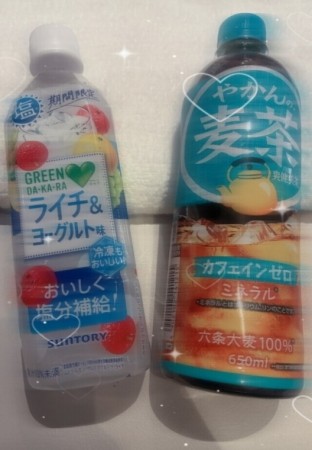 塩
期間限定
GREEN
DA・KA・RA
ライチ&
ヨーグルト味
冷凍も
おいしい
おいしく
塩分補給!
SUNTORY
やかんの
麦茶
カフェインゼロ
ミネラル
六条大麦100%
650ml